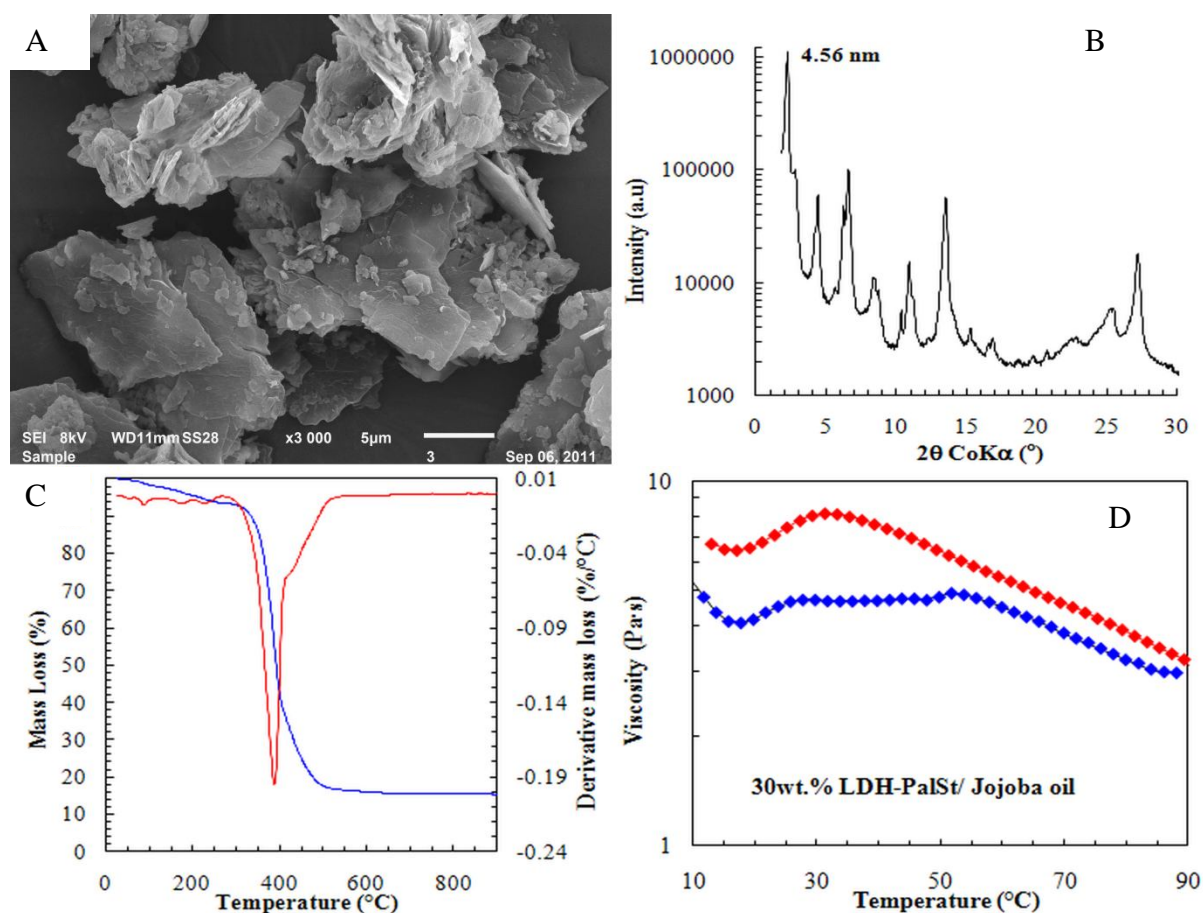 A
SEI 8kV WD11mm SS28 x3 000 5µm
Sample 3 Sep 06, 2011
B
4.56 nm
1000000
100000
10000
1000
Intensity (a.u)
0 5 10 15 20 25 30
2θ CoKα (°)
C
80
70
60
50
40
30
20
10
0
Mass Loss (%)
0.01
-0.04
-0.09
-0.14
-0.19
-0.24
Derivative mass loss (%/°C)
0 200 400 600 800
Temperature (°C)
D
10
1
Viscosity (Pa·s)
30wt.% LDH-PalSt/ Jojoba oil
10 30 50 70 90
Temperature (°C)